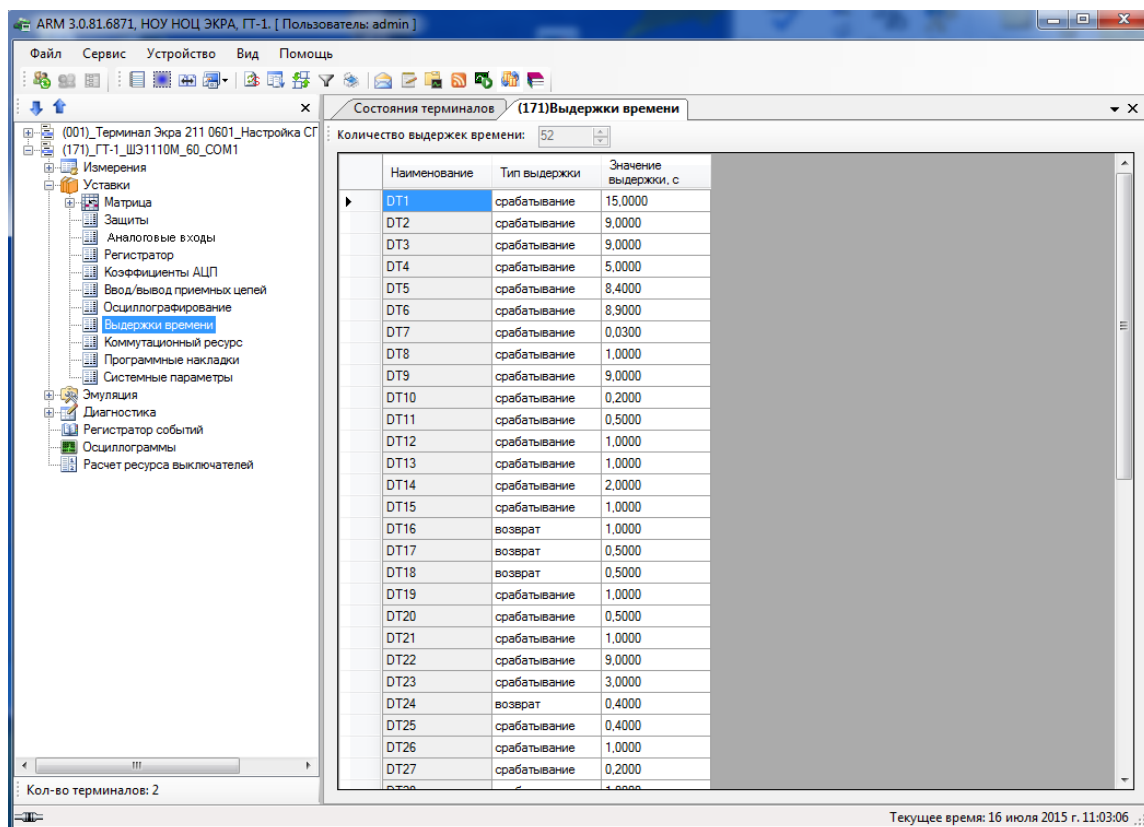 ARM 3.0.81.6871, НОУ НОЦ ЭКРА, ГТ-1. [ Пользователь: admin ]
Файл Сервис Устройство Вид Помощь
Состояния терминалов (171)Выдержки времени
(001)_Терминал Экра 211 0601_Настройка СГ
(171)_ГТ-1_ШЭ1110М_60_COM1
Измерения
Уставки
Матрица
Защиты
Аналоговые входы
Регистратор
Коэффициенты АЦП
Ввод/вывод приемных цепей
Осциллографирование
Выдержки времени
Коммутационный ресурс
Программные накладки
Системные параметры
Эмуляция
Диагностика
Регистратор событий
Осциллограммы
Расчет ресурса выключателей
Кол-во терминалов: 2
Количество выдержек времени: 52
Наименование Тип выдержки Значение выдержки, с
DT1 срабатывание 15,0000
DT2 срабатывание 9,0000
DT3 срабатывание 9,0000
DT4 срабатывание 5,0000
DT5 срабатывание 8,4000
DT6 срабатывание 8,9000
DT7 срабатывание 0,0300
DT8 срабатывание 1,0000
DT9 срабатывание 9,0000
DT10 срабатывание 0,2000
DT11 срабатывание 0,5000
DT12 срабатывание 1,0000
DT13 срабатывание 1,0000
DT14 срабатывание 2,0000
DT15 срабатывание 1,0000
DT16 возврат 1,0000
DT17 возврат 0,5000
DT18 возврат 0,5000
DT19 срабатывание 1,0000
DT20 срабатывание 0,5000
DT21 срабатывание 1,0000
DT22 срабатывание 9,0000
DT23 срабатывание 3,0000
DT24 возврат 0,4000
DT25 срабатывание 0,4000
DT26 срабатывание 1,0000
DT27 срабатывание 0,2000
Текущее время: 16 июля 2015 г. 11:03:06